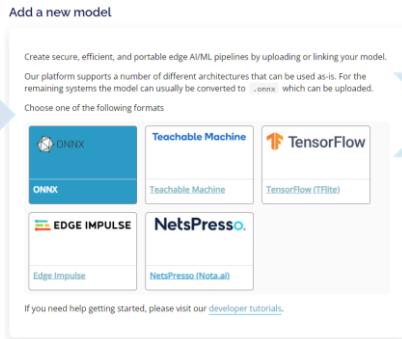 Add a new model
Create secure, efficient, and portable edge AI/ML pipelines by uploading or linking your model.
Our platform supports a number of different architectures that can be used as-is. For the
remaining systems the model can usually be converted to .onnx which can be uploaded.
Choose one of the following formats
ONNX
Teachable Machine
TensorFlow
ONNX
Teachable Machine
TensorFlow (TFlite)
EDGE IMPULSE
NetsPresso.
Edge Impulse
NetsPresso (Nota.ai)
If you need help getting started, please visit our developer tutorials.